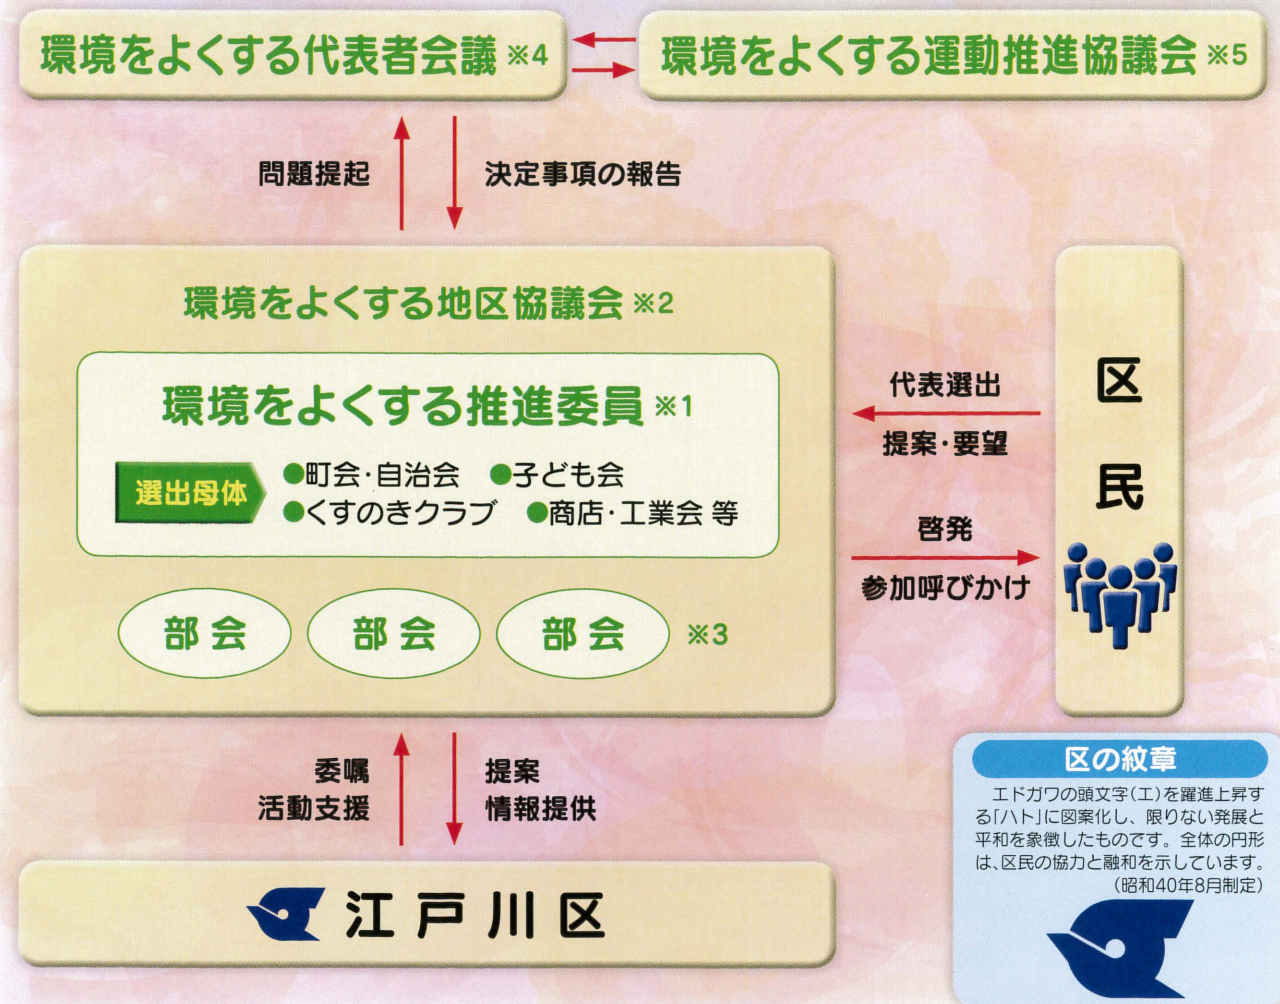 環境をよくする代表者会議 ※4
環境をよくする運動推進協議会 ※5
問題提起
決定事項の報告
環境をよくする地区協議会 ※2
環境をよくする推進委員 ※1
選出母体
●町会・自治会 ●子ども会
●くすのきクラブ ●商店・工業会 等
部会 部会 部会 ※3
代表選出
提案・要望
啓発
参加呼びかけ
区民
委嘱
活動支援
提案
情報提供
江戸川区
区の紋章
エドガワの頭文字(エ)を躍進上昇す
る「ハト」に図案化し、限りない発展と
平和を象徴したものです。全体の円形
は、区民の協力と融和を示しています。
(昭和40年8月制定)